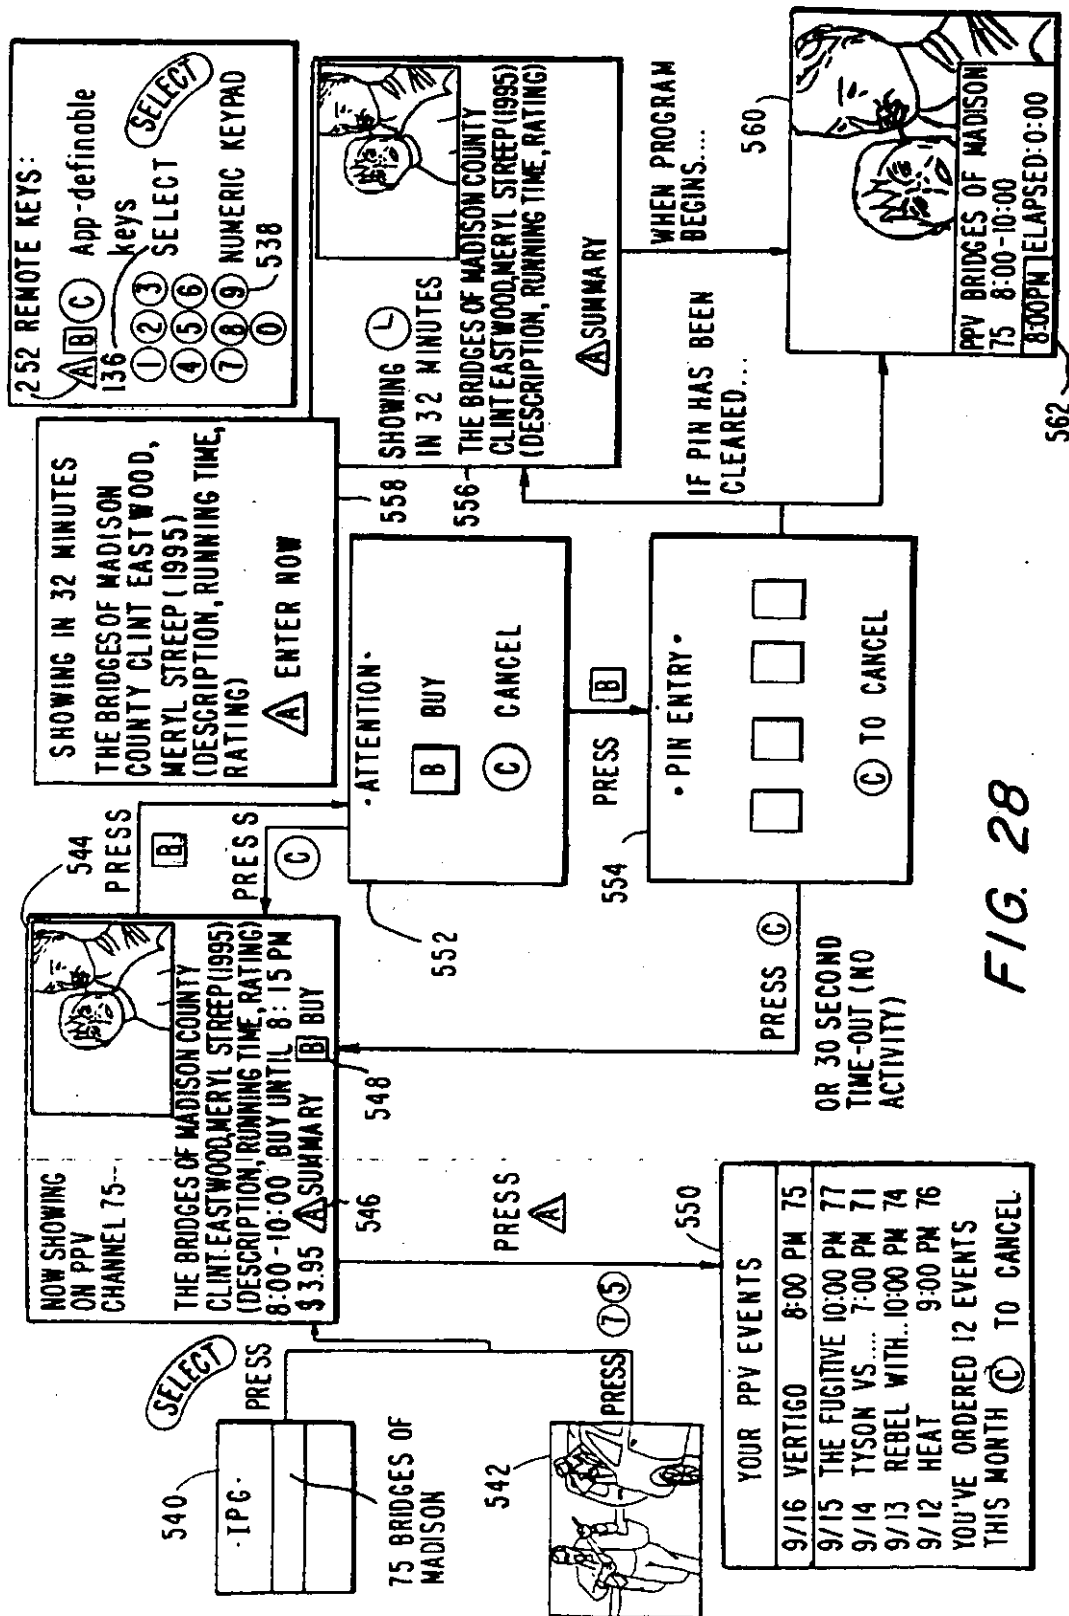 252 REMOTE KEYS:
A B C App-definable
keys
136
1 2 3 SELECT
SELECT
4 5 6
7 8 9 NUMERIC KEYPAD
0
538
SHOWING IN 32 MINUTES
THE BRIDGES OF MADISON
COUNTY CLINT EASTWOOD,
MERYL STREEP (1995)
(DESCRIPTION, RUNNING TIME,
RATING)
A ENTER NOW
558
556
SHOWING
IN 32 MINUTES
THE BRIDGES OF MADISON COUNTY
CLINT EASTWOOD,MERYL STREEP(1995)
(DESCRIPTION, RUNNING TIME, RATING)
A SUMMARY
WHEN PROGRAM
BEGINS....
560
PPV BRIDGES OF MADISON
75 8:00-10:00
8:00PM ELAPSED:0:00
562
IF PIN HAS BEEN
CLEARED...
544
PRESS
B
PRESS
C
NOW SHOWING
ON PPV
CHANNEL 75--
THE BRIDGES OF MADISON COUNTY
CLINT EASTWOOD,MERYL STREEP(1995)
(DESCRIPTION, RUNNING TIME, RATING)
8:00-10:00 BUY UNTIL 8:15 PM
$3.95 A SUMMARY B BUY
546
548
·ATTENTION·
B BUY
C CANCEL
552
PRESS B
·PIN ENTRY·
C TO CANCEL
554
PRESS C
OR 30 SECOND
TIME-OUT (NO
ACTIVITY)
SELECT
PRESS
540
·IPG·
75 BRIDGES OF
MADISON
542
PRESS 7 5
PRESS
A
550
YOUR PPV EVENTS
9/16 VERTIGO 8:00 PM 75
9/15 THE FUGITIVE 10:00 PM 77
9/14 TYSON VS.... 7:00 PM 71
9/13 REBEL WITH...10:00 PM 74
9/12 HEAT 9:00 PM 76
YOU'VE ORDERED 12 EVENTS
THIS MONTH C TO CANCEL
FIG. 28